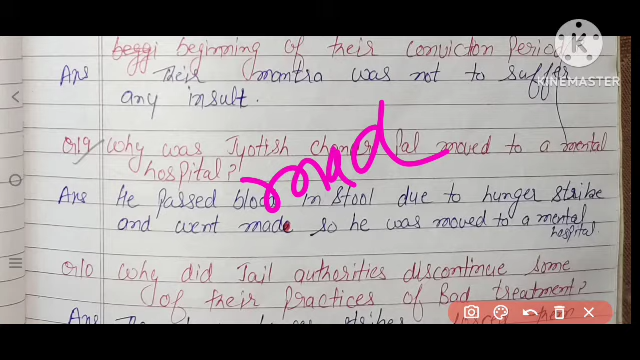 beggi beginning of their conviction Period
K
KINEMASTER
Ans Their mantra was not to suffer
any insult.
Q19 Why was Jyotish Chander Pal moved to a mental
hospital?
mad
Ans He passed blood in stool due to hunger strike
and went made so he was moved to a mental
hospital.
Q10 Why did Jail authorities discontinue some
of their practices of Bad treatment?
Ans